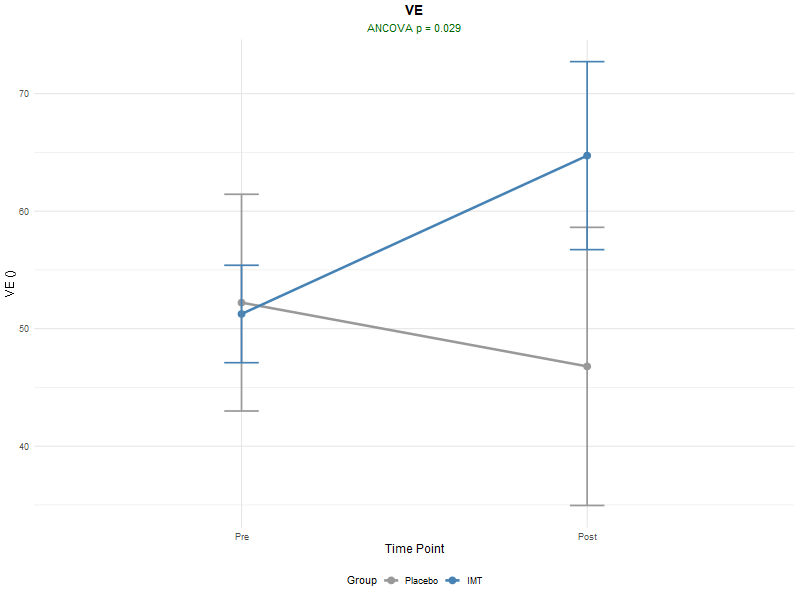 VE
ANCOVA p = 0.029
70
60
50
40
VE ()
Pre
Post
Time Point
Group Placebo IMT